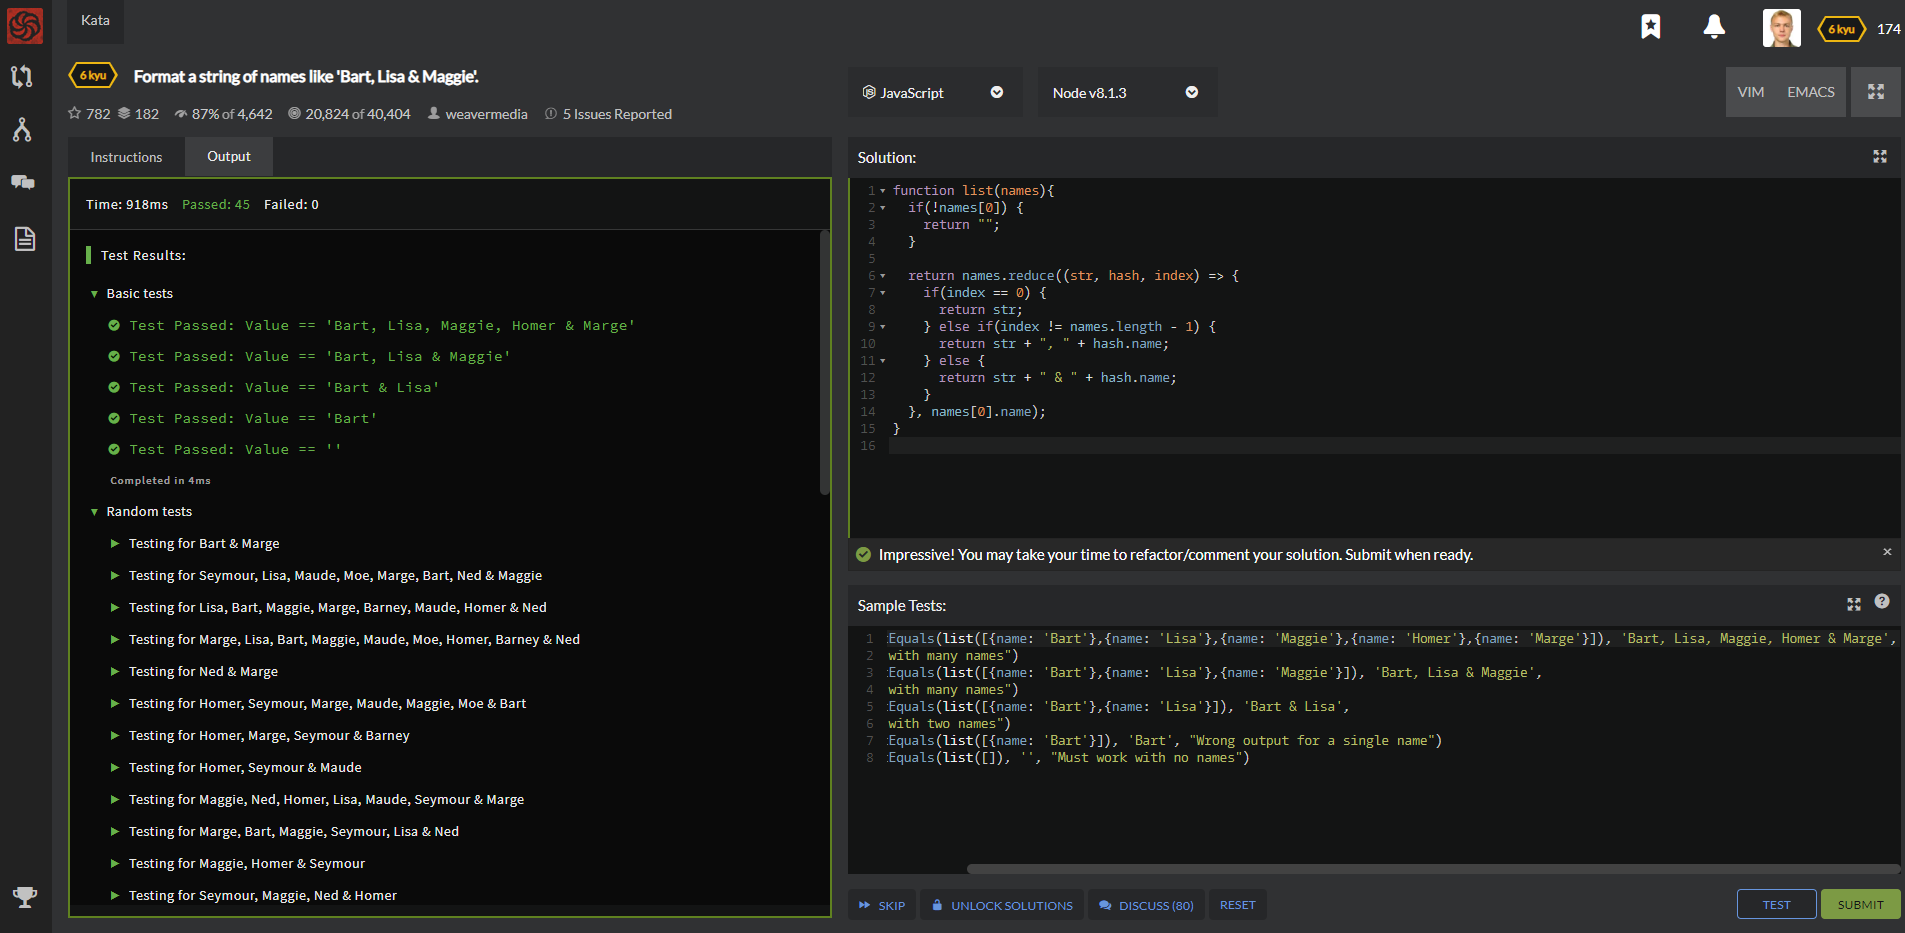 Kata
6 kyu 174
6 kyu Format a string of names like 'Bart, Lisa & Maggie'.
782 182 87% of 4,642 20,824 of 40,404 weavermedia 5 Issues Reported
JavaScript Node v8.1.3 VIM EMACS
Instructions Output
Time: 918ms Passed: 45 Failed: 0
Test Results:
Basic tests
Test Passed: Value == 'Bart, Lisa, Maggie, Homer & Marge'
Test Passed: Value == 'Bart, Lisa & Maggie'
Test Passed: Value == 'Bart & Lisa'
Test Passed: Value == 'Bart'
Test Passed: Value == ''
Completed in 4ms
Random tests
Testing for Bart & Marge
Testing for Seymour, Lisa, Maude, Moe, Marge, Bart, Ned & Maggie
Testing for Lisa, Bart, Maggie, Marge, Barney, Maude, Homer & Ned
Testing for Marge, Lisa, Bart, Maggie, Maude, Moe, Homer, Barney & Ned
Testing for Ned & Marge
Testing for Homer, Seymour, Marge, Maude, Maggie, Moe & Bart
Testing for Homer, Marge, Seymour & Barney
Testing for Homer, Seymour & Maude
Testing for Maggie, Ned, Homer, Lisa, Maude, Seymour & Marge
Testing for Marge, Bart, Maggie, Seymour, Lisa & Ned
Testing for Maggie, Homer & Seymour
Testing for Seymour, Maggie, Ned & Homer
Solution:
1 function list(names){
2 if(!names[0]) {
3 return "";
4 }
5
6 return names.reduce((str, hash, index) => {
7 if(index == 0) {
8 return str;
9 } else if(index != names.length - 1) {
10 return str + ", " + hash.name;
11 } else {
12 return str + " & " + hash.name;
13 }
14 }, names[0].name);
15 }
16
Impressive! You may take your time to refactor/comment your solution. Submit when ready. ×
Sample Tests: ?
1 :Equals(list([{name: 'Bart'},{name: 'Lisa'},{name: 'Maggie'},{name: 'Homer'},{name: 'Marge'}]), 'Bart, Lisa, Maggie, Homer & Marge',
2 with many names")
3 :Equals(list([{name: 'Bart'},{name: 'Lisa'},{name: 'Maggie'}]), 'Bart, Lisa & Maggie',
4 with many names")
5 :Equals(list([{name: 'Bart'},{name: 'Lisa'}]), 'Bart & Lisa',
6 with two names")
7 :Equals(list([{name: 'Bart'}]), 'Bart', "Wrong output for a single name")
8 :Equals(list([]), '', "Must work with no names")
SKIP UNLOCK SOLUTIONS DISCUSS (80) RESET TEST SUBMIT